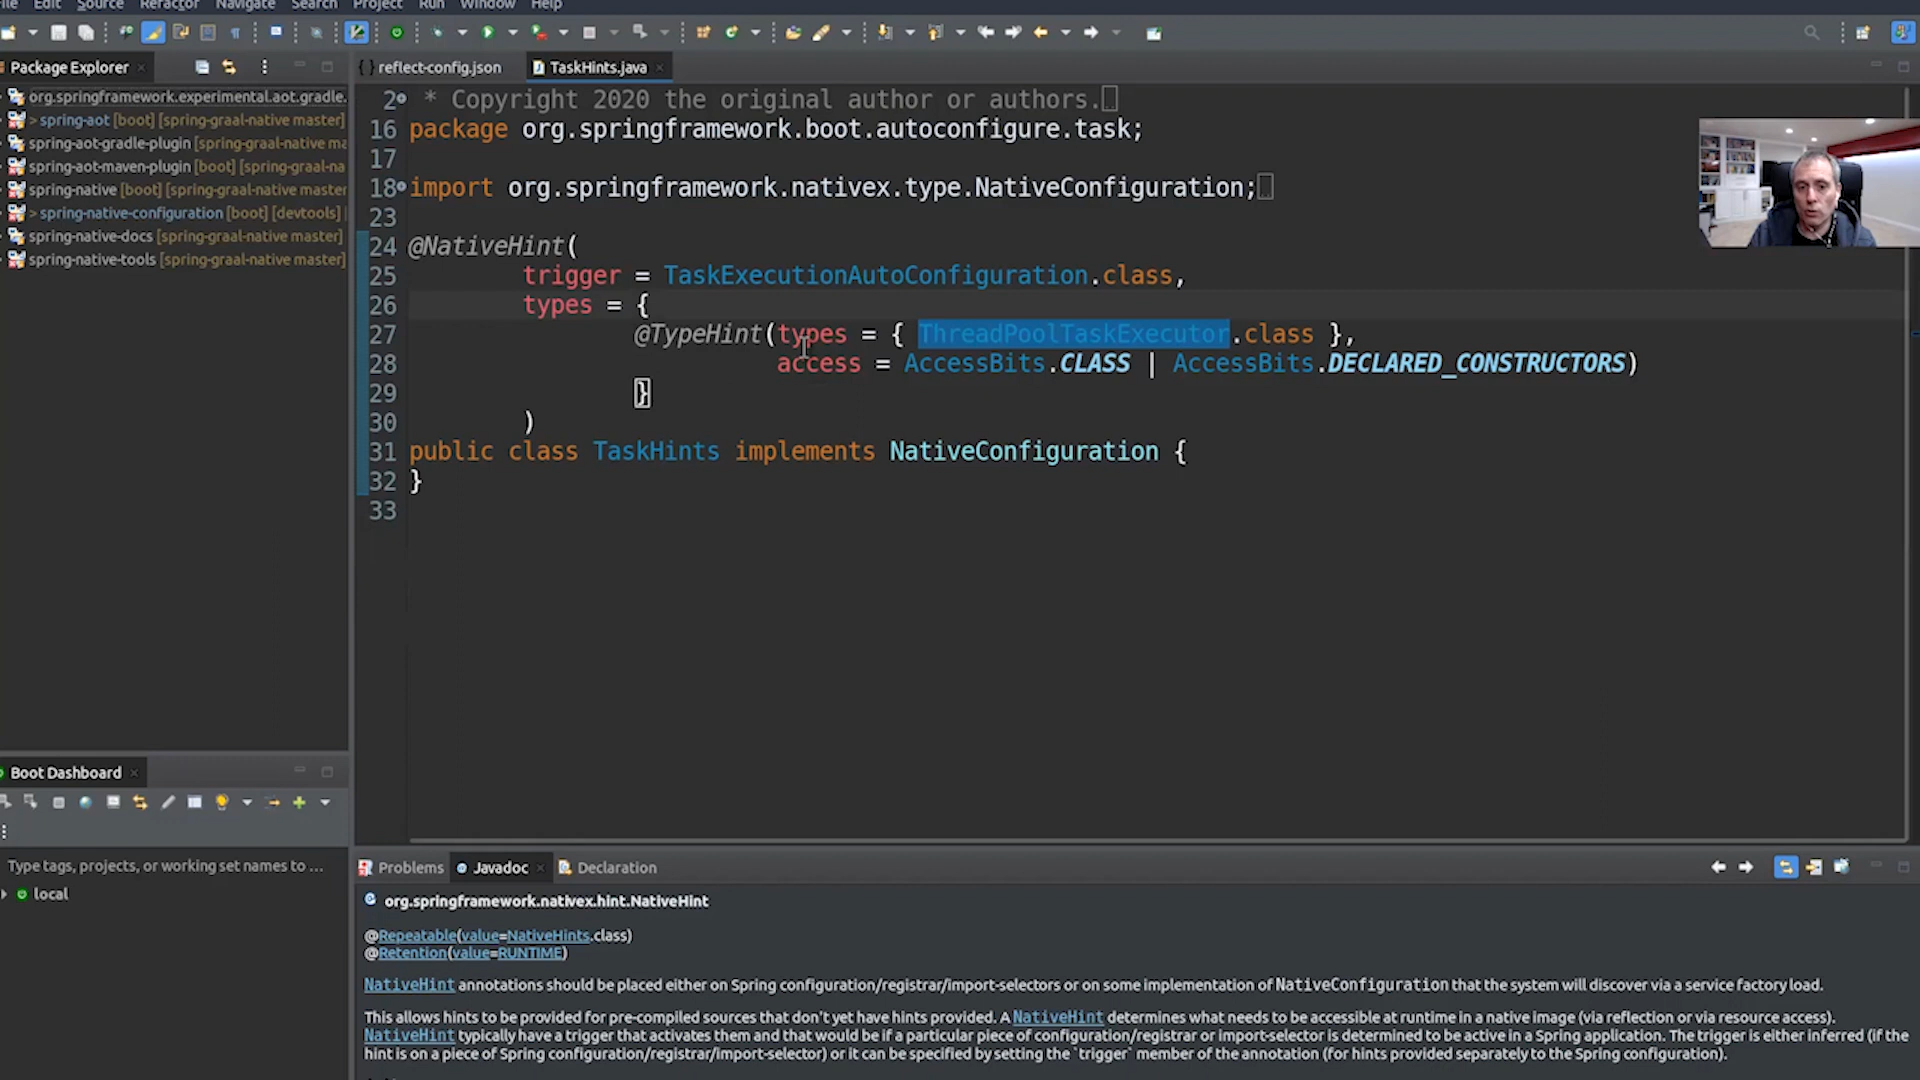 File Edit Source Refactor Navigate Search Project Run Window Help
Package Explorer
reflect-config.json
TaskHints.java
org.springframework.experimental.aot.gradle.
> spring-aot [boot] [spring-graal-native master]
spring-aot-gradle-plugin [spring-graal-native ma
spring-aot-maven-plugin [boot] [spring-graal-na
spring-native [boot] [spring-graal-native master
> spring-native-configuration [boot] [devtools]
spring-native-docs [spring-graal-native master]
spring-native-tools [spring-graal-native master]
2 * Copyright 2020 the original author or authors.
16 package org.springframework.boot.autoconfigure.task;
17
18 import org.springframework.nativex.type.NativeConfiguration;
23
24 @NativeHint(
25 trigger = TaskExecutionAutoConfiguration.class,
26 types = {
27 @TypeHint(types = { ThreadPoolTaskExecutor.class },
28 access = AccessBits.CLASS | AccessBits.DECLARED_CONSTRUCTORS)
29 }
30 )
31 public class TaskHints implements NativeConfiguration {
32 }
33
Boot Dashboard
Type tags, projects, or working set names to ...
local
Problems
Javadoc
Declaration
org.springframework.nativex.hint.NativeHint
@Repeatable(value=NativeHints.class)
@Retention(value=RUNTIME)
NativeHint annotations should be placed either on Spring configuration/registrar/import-selectors or on some implementation of NativeConfiguration that the system will discover via a service factory load.
This allows hints to be provided for pre-compiled sources that don't yet have hints provided. A NativeHint determines what needs to be accessible at runtime in a native image (via reflection or via resource access).
NativeHint typically have a trigger that activates them and that would be if a particular piece of configuration/registrar or import-selector is determined to be active in a Spring application. The trigger is either inferred (if the
hint is on a piece of Spring configuration/registrar/import-selector) or it can be specified by setting the `trigger` member of the annotation (for hints provided separately to the Spring configuration).